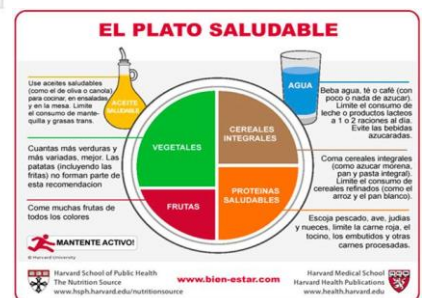 EL PLATO SALUDABLE
Use aceites saludables
(como el de oliva o canola)
para cocinar, en ensaladas
y en la mesa. Limite
el consumo de mante-
quilla y grasas trans.
ACEITE
SALUDABLE
AGUA
Beba agua, té o café (con
poco o nada de azucar).
Limite el consumo de
leche o productos lacteos
a 1 o 2 raciones al día.
Evite las bebidas
azucaradas.
Cuantas más verduras y
más variadas, mejor. Las
patatas (incluyendo las
fritas) no forman parte de
esta recomendacion
VEGETALES
CEREALES
INTEGRALES
Coma cereales integrales
(como azucar morena,
pan y pasta integral).
Limite el consumo de
cereales refinados (como el
arroz y el pan blanco).
Come muchas frutas de
todos los colores
FRUTAS
PROTEINAS
SALUDABLES
Escoja pescado, ave, judias
y nueces, limite la carne roja, el
tocino, los embutidos y otras
carnes procesadas.
MANTENTE ACTIVO!
© Harvard University
Harvard School of Public Health
The Nutrition Source
www.hsph.harvard.edu/nutritionsource
www.bien-estar.com
Harvard Medical School
Harvard Health Publications
www.health.harvard.edu